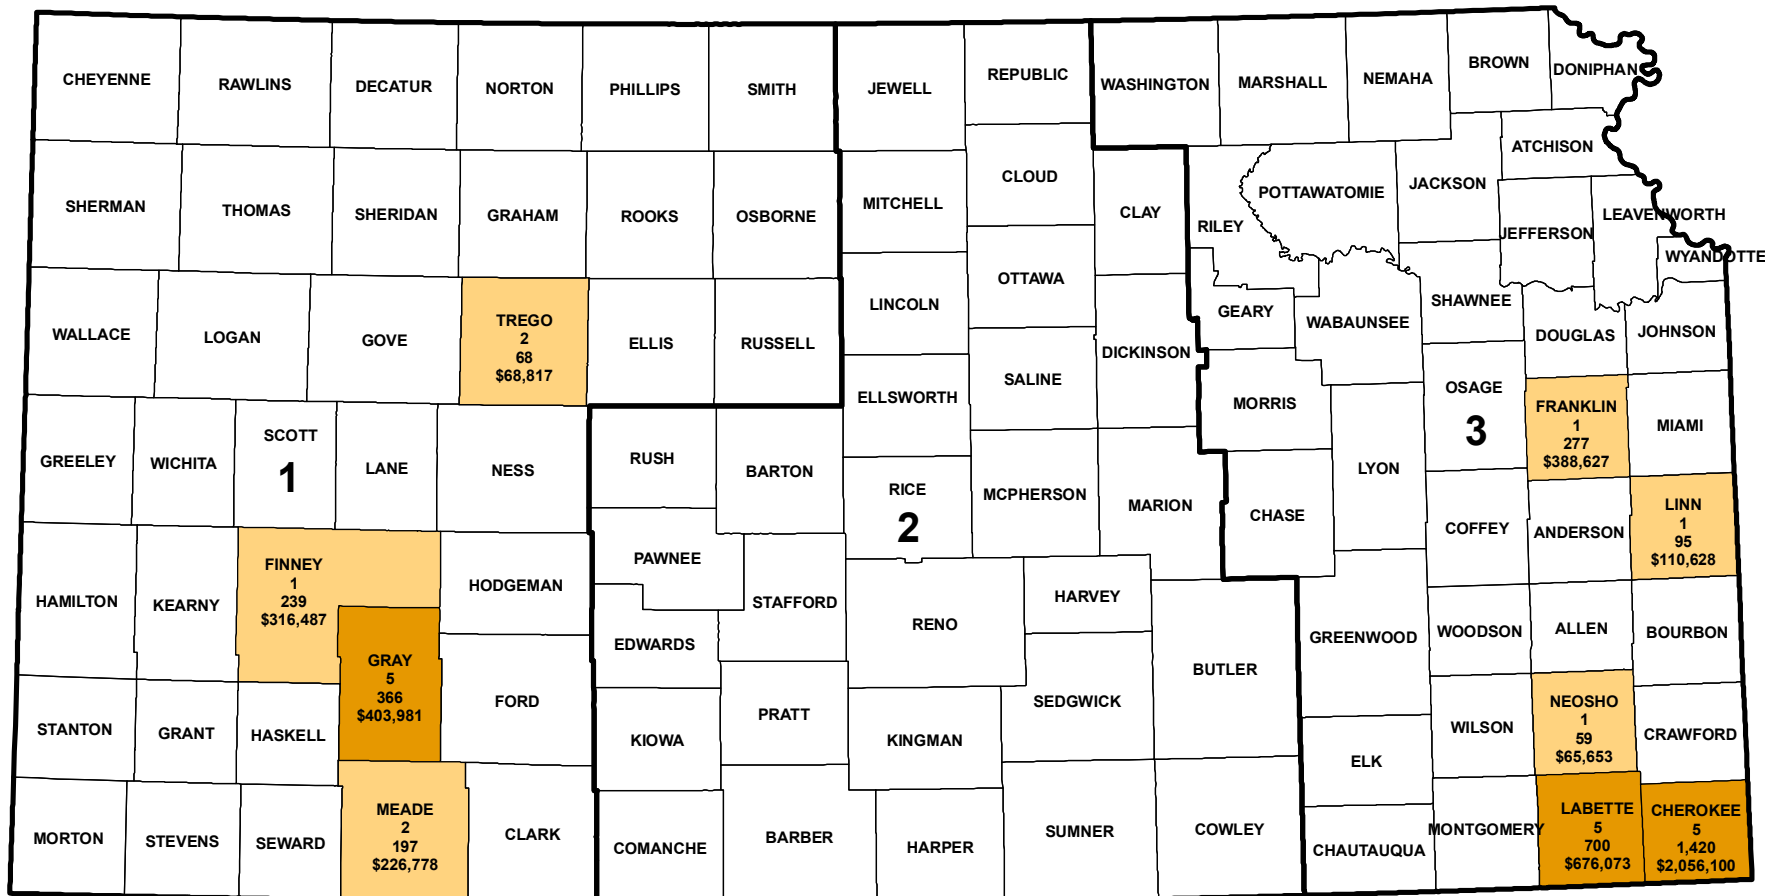 CHEYENNE
RAWLINS
DECATUR
NORTON
PHILLIPS
SMITH
JEWELL
REPUBLIC
WASHINGTON
MARSHALL
NEMAHA
BROWN
DONIPHAN
ATCHISON
SHERMAN
THOMAS
SHERIDAN
GRAHAM
ROOKS
OSBORNE
MITCHELL
CLOUD
CLAY
RILEY
POTTAWATOMIE
JACKSON
JEFFERSON
LEAVENWORTH
WYANDOTTE
WALLACE
LOGAN
GOVE
TREGO
2
68
$68,817
ELLIS
RUSSELL
LINCOLN
OTTAWA
DICKINSON
GEARY
WABAUNSEE
SHAWNEE
DOUGLAS
JOHNSON
ELLSWORTH
SALINE
MORRIS
OSAGE
3
FRANKLIN
1
277
$388,627
MIAMI
GREELEY
WICHITA
SCOTT
1
LANE
NESS
RUSH
BARTON
RICE
2
MCPHERSON
MARION
CHASE
LYON
COFFEY
ANDERSON
LINN
1
95
$110,628
HAMILTON
KEARNY
FINNEY
1
239
$316,487
HODGEMAN
PAWNEE
STAFFORD
EDWARDS
RENO
HARVEY
BUTLER
GREENWOOD
WOODSON
ALLEN
BOURBON
GRAY
5
366
$403,981
FORD
KIOWA
PRATT
KINGMAN
SEDGWICK
ELK
WILSON
NEOSHO
1
59
$65,653
CRAWFORD
STANTON
GRANT
HASKELL
MORTON
STEVENS
SEWARD
MEADE
2
197
$226,778
CLARK
COMANCHE
BARBER
HARPER
SUMNER
COWLEY
CHAUTAUQUA
MONTGOMERY
LABETTE
5
700
$676,073
CHEROKEE
5
1,420
$2,056,100